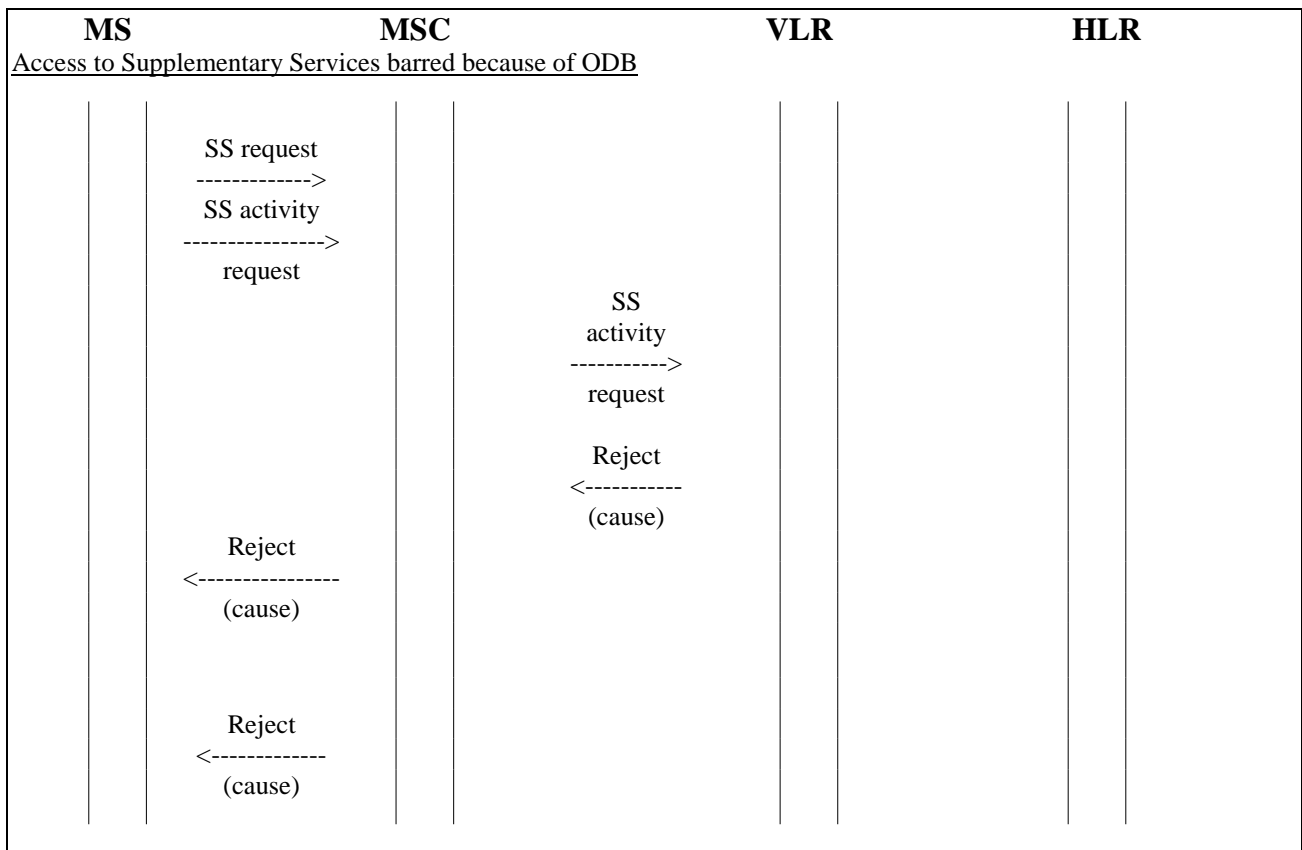 MS MSC VLR HLR
Access to Supplementary Services barred because of ODB
SS request
------------->
SS activity
---------------->
request
SS
activity
----------->
request
Reject
<-----------
(cause)
Reject
<----------------
(cause)
Reject
<-------------
(cause)